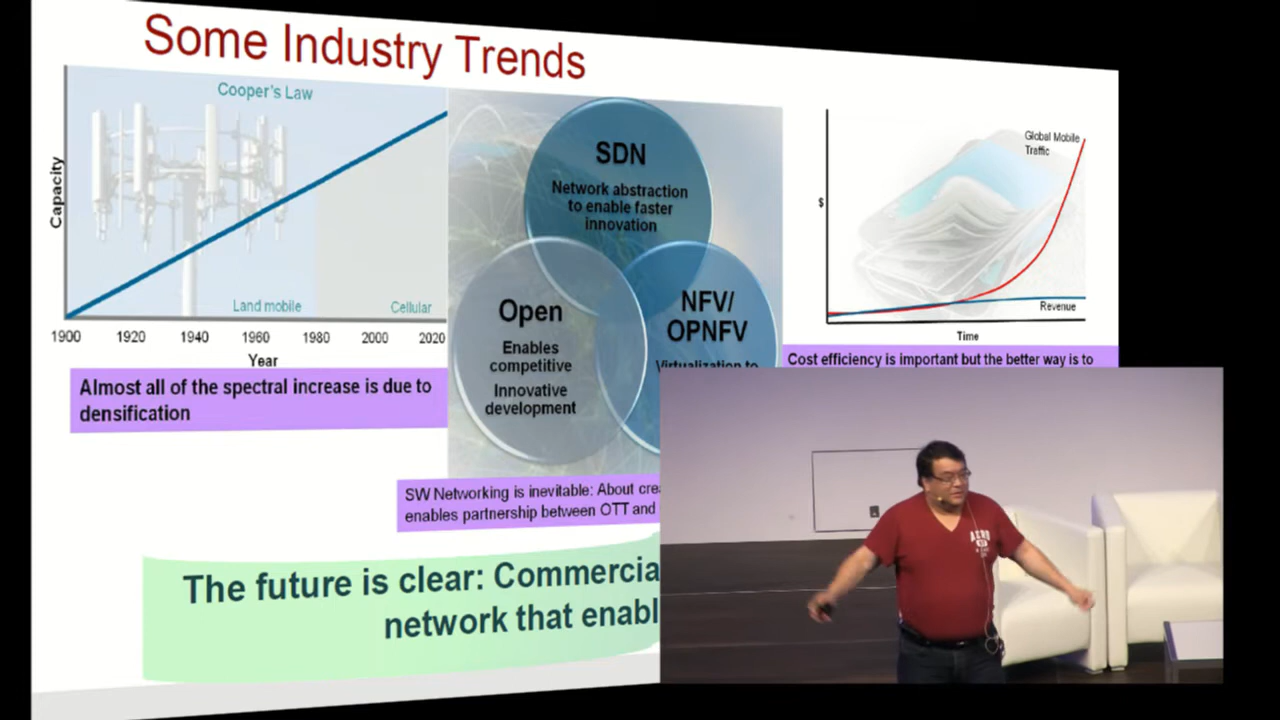 Some Industry Trends
Cooper's Law
Capacity
Land mobile
Cellular
1900 1920 1940 1960 1980 2000 2020
Year
Almost all of the spectral increase is due to
densification
SDN
Network abstraction
to enable faster
innovation
Open
Enables
competitive
Innovative
development
NFV/
OPNFV
Virtualization to
SW Networking is inevitable: About
enables partnership between OTT and
Global Mobile
Traffic
$
Revenue
Time
Cost efficiency is important but the better way is to
The future is clear:
network that
AERO